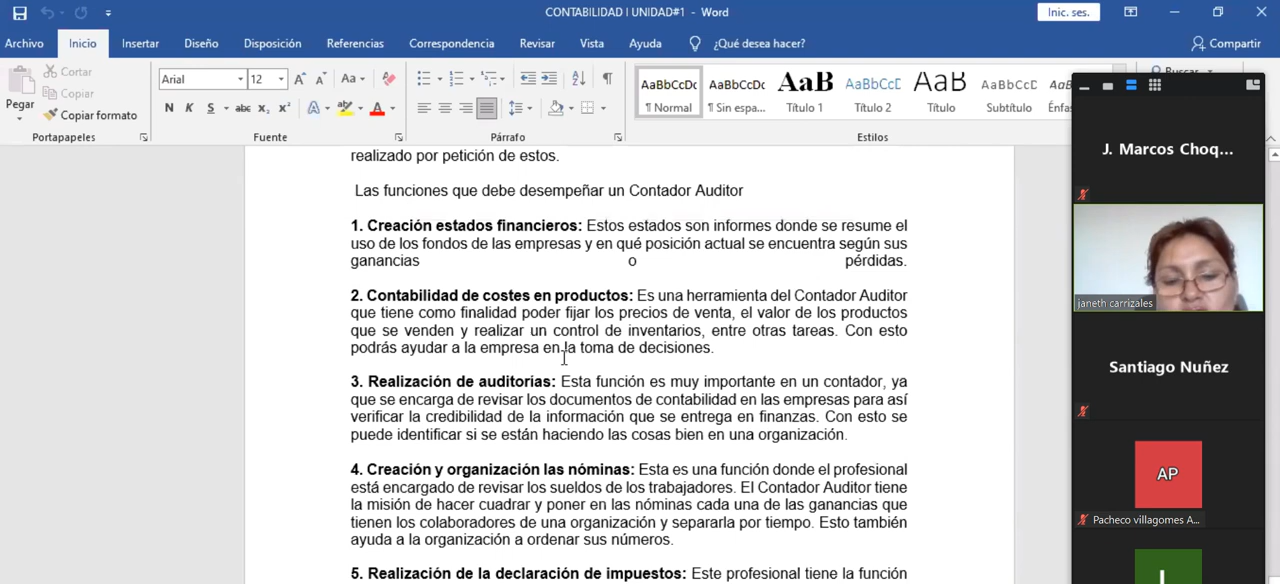 CONTABILIDAD I UNIDAD#1 - Word
Inic. ses.
Archivo Inicio Insertar Diseño Disposición Referencias Correspondencia Revisar Vista Ayuda ¿Qué desea hacer? Compartir
Pegar
Cortar
Copiar
Copiar formato
Portapapeles
Arial 12
Aa
N K S abc x₂ x²
Fuente
Párrafo
AaBbCcDc
¶ Normal
AaBbCcDc
¶ Sin espa...
AaB
Título 1
AaBbCcE
Título 2
AaB
Título
AaBbCcD
Subtítulo
Estilos
realizado por petición de estos.
Las funciones que debe desempeñar un Contador Auditor
1. Creación estados financieros: Estos estados son informes donde se resume el
uso de los fondos de las empresas y en qué posición actual se encuentra según sus
ganancias o pérdidas.
2. Contabilidad de costes en productos: Es una herramienta del Contador Auditor
que tiene como finalidad poder fijar los precios de venta, el valor de los productos
que se venden y realizar un control de inventarios, entre otras tareas. Con esto
podrás ayudar a la empresa en la toma de decisiones.
3. Realización de auditorías: Esta función es muy importante en un contador, ya
que se encarga de revisar los documentos de contabilidad en las empresas para así
verificar la credibilidad de la información que se entrega en finanzas. Con esto se
puede identificar si se están haciendo las cosas bien en una organización.
4. Creación y organización las nóminas: Esta es una función donde el profesional
está encargado de revisar los sueldos de los trabajadores. El Contador Auditor tiene
la misión de hacer cuadrar y poner en las nóminas cada una de las ganancias que
tienen los colaboradores de una organización y separarla por tiempo. Esto también
ayuda a la organización a ordenar sus números.
5. Realización de la declaración de impuestos: Este profesional tiene la función
J. Marcos Choq...
janeth carrizales
Santiago Nuñez
AP
Pacheco villagomes A...